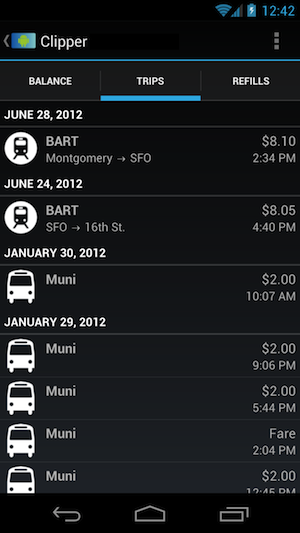 12:42
Clipper
BALANCE TRIPS REFILLS
JUNE 28, 2012
BART $8.10
Montgomery → SFO 2:34 PM
JUNE 24, 2012
BART $8.05
SFO → 16th St. 4:40 PM
JANUARY 30, 2012
Muni $2.00
10:07 AM
JANUARY 29, 2012
Muni $2.00
9:06 PM
Muni $2.00
5:44 PM
Muni Fare
2:04 PM
Muni $2.00
12:45 PM